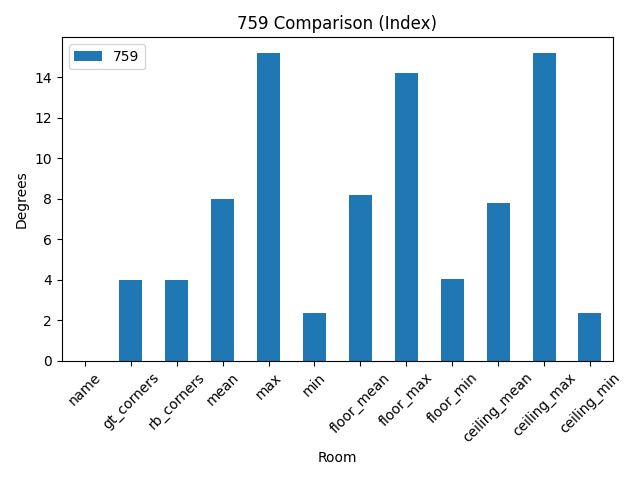 759 Comparison (Index)
759
Degrees
14
12
10
8
6
4
2
0
name
gt_corners
rb_corners
mean
max
min
floor_mean
floor_max
floor_min
ceiling_mean
ceiling_max
ceiling_min
Room